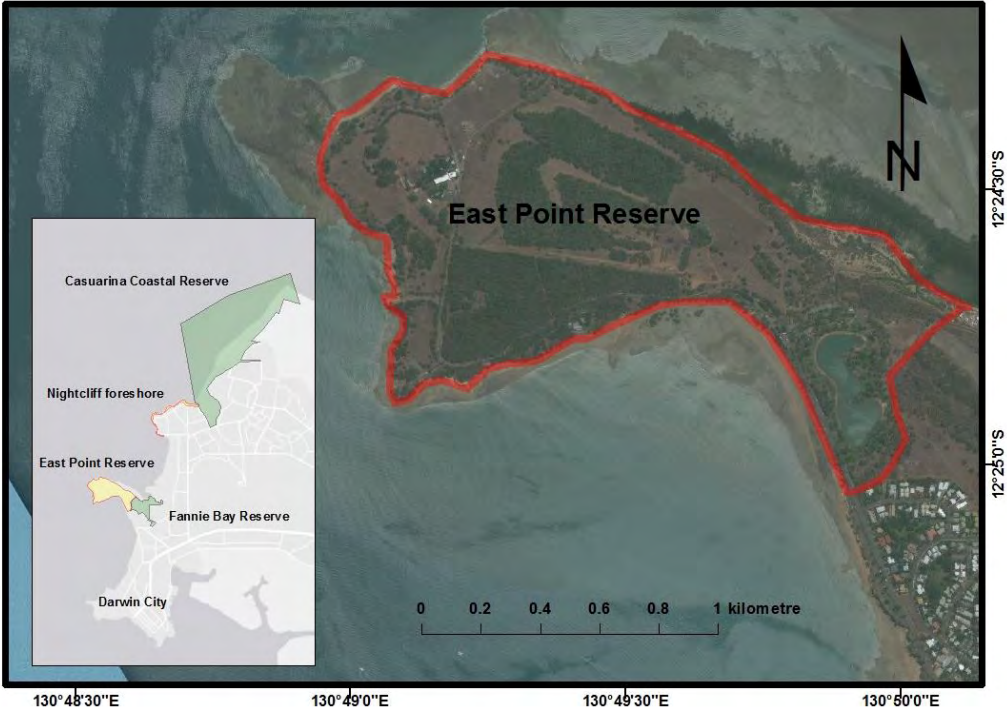 East Point Reserve
N
Casuarina Coastal Reserve
Nightcliff foreshore
East Point Reserve
Fannie Bay Reserve
Darwin City
0 0.2 0.4 0.6 0.8 1 kilometre
12°24'30"S
12°25'0"S
130°48'30"E 130°49'0"E 130°49'30"E 130°50'0"E